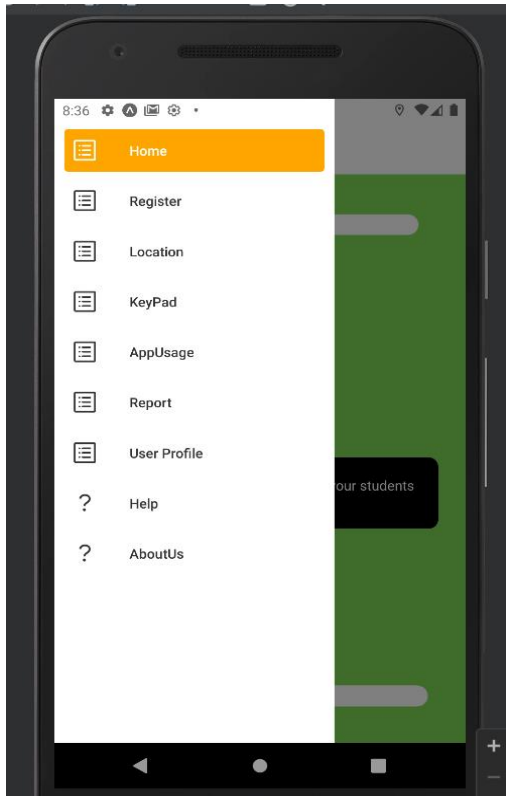 8:36
Home
Register
Location
KeyPad
AppUsage
Report
User Profile
Help
AboutUs
our students